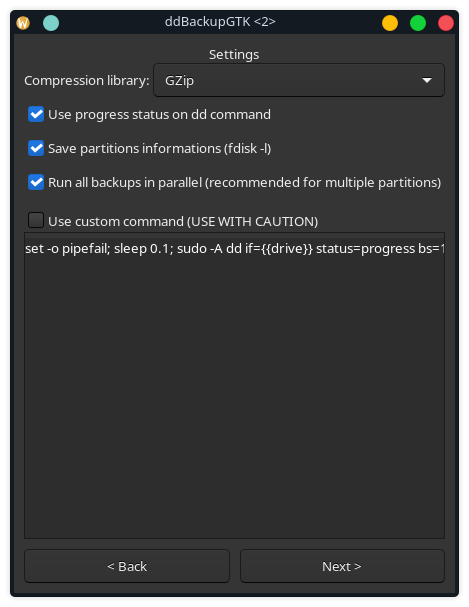 ddBackupGTK <2>
Settings
Compression library: GZip
Use progress status on dd command
Save partitions informations (fdisk -l)
Run all backups in parallel (recommended for multiple partitions)
Use custom command (USE WITH CAUTION)
set -o pipefail; sleep 0.1; sudo -A dd if={{drive}} status=progress bs=1
< Back Next >